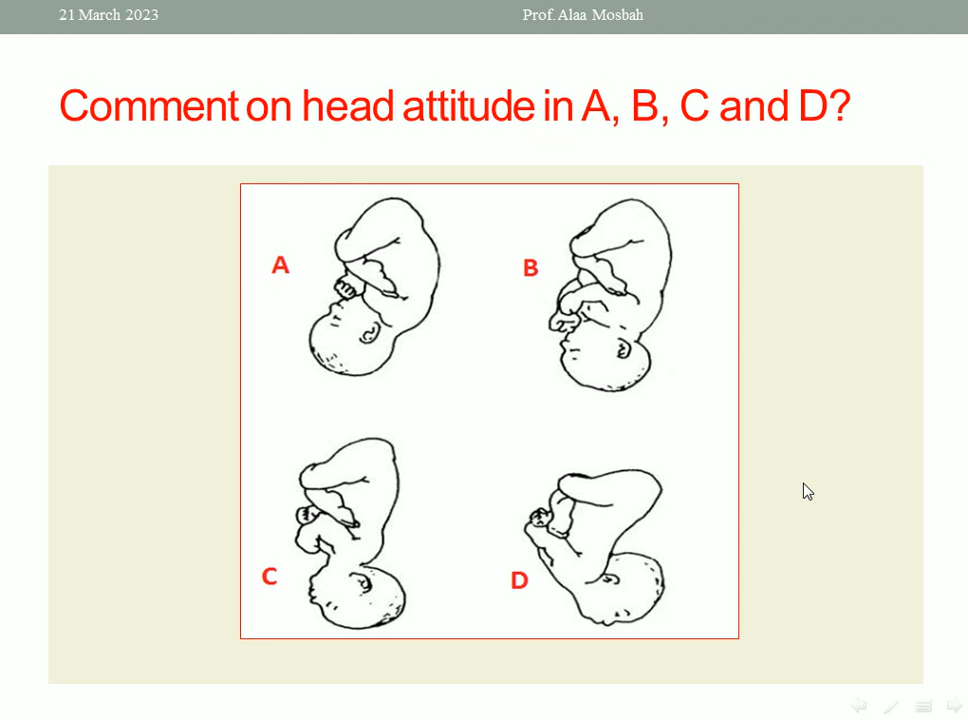 21 March 2023
Prof. Alaa Mosbah
Comment on head attitude in A, B, C and D?
A
B
C
D